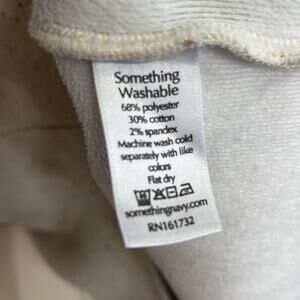 Something
Washable
68% polyester
30% cotton
2% spandex
Machine wash cold
separately with like
colors
Flat dry
somethingnavy.com
RN161732